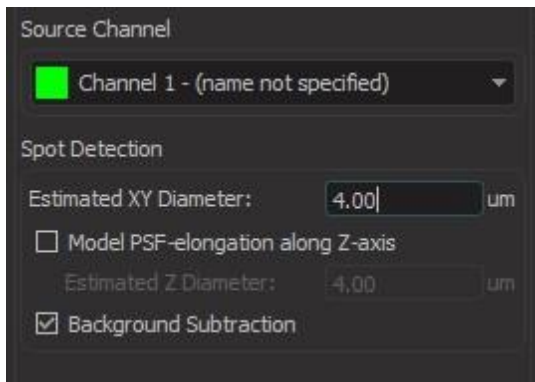 Source Channel
Channel 1 - (name not specified)
Spot Detection
Estimated XY Diameter: 4.00 um
Model PSF-elongation along Z-axis
Estimated Z Diameter: 4.00 um
Background Subtraction